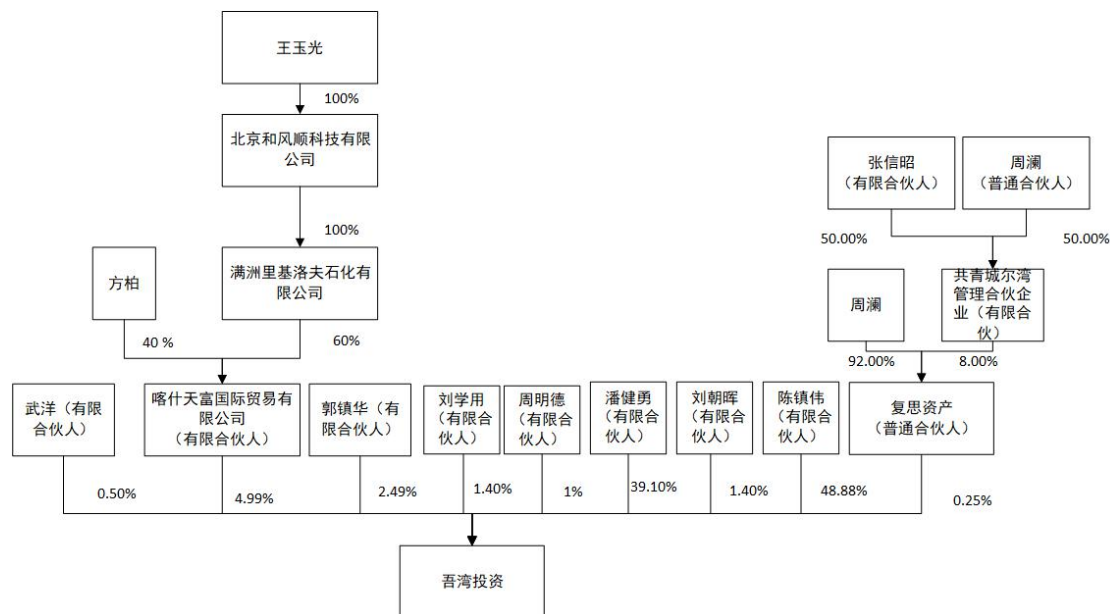 王玉光
100%
北京和风顺科技有限
公司
张信昭
（有限合伙人）
周澜
（普通合伙人）
100%
50.00%
50.00%
方柏
满洲里基洛夫石化有
限公司
周澜
共青城尔湾
管理合伙企
业（有限合
伙）
40 %
60%
92.00%
8.00%
武洋（有限
合伙人）
喀什天富国际贸易有
限公司
（有限合伙人）
郭镇华（有
限合伙人）
刘学用
（有限合
伙人）
周明德
（有限合
伙人）
潘健勇
（有限合
伙人）
刘朝晖
（有限合
伙人）
陈镇伟
（有限合
伙人）
复思资产
（普通合伙人）
0.50%
4.99%
2.49%
1.40%
1%
39.10%
1.40%
48.88%
0.25%
吾湾投资